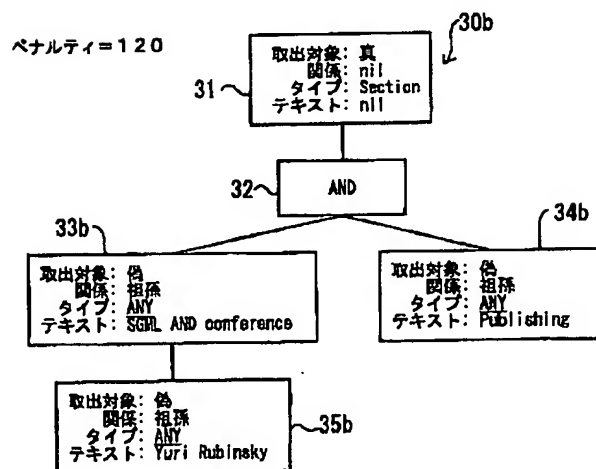 ペナルティ=120
30b
31
取出対象: 真
関係: nil
タイプ: Section
テキスト: nil
32
AND
33b
取出対象: 偽
関係: 祖孫
タイプ: ANY
テキスト: SGML AND conference
34b
取出対象: 偽
関係: 祖孫
タイプ: ANY
テキスト: Publishing
取出対象: 偽
関係: 祖孫
タイプ: ANY
テキスト: Yuri Rubinsky
35b